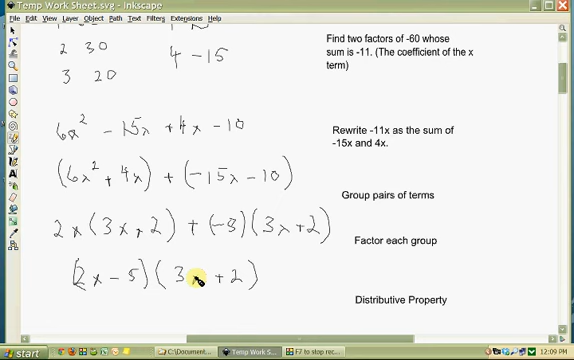 Temp Work Sheet.svg - Inkscape
File Edit View Layer Object Path Text Filters Extensions Help
Find two factors of -60 whose
sum is -11. (The coefficient of the x
term)
2 30
4 -15
3 20
6x² - 15x + 4x - 10
Rewrite -11x as the sum of
-15x and 4x.
(6x² + 4x) + (-15x - 10)
Group pairs of terms
2x (3x + 2) + (-5)(3x + 2)
Factor each group
(2x - 5)(3x + 2)
Distributive Property
C:\Document...
Temp Work Sheet....
F7 to stop rec...
12:09 PM